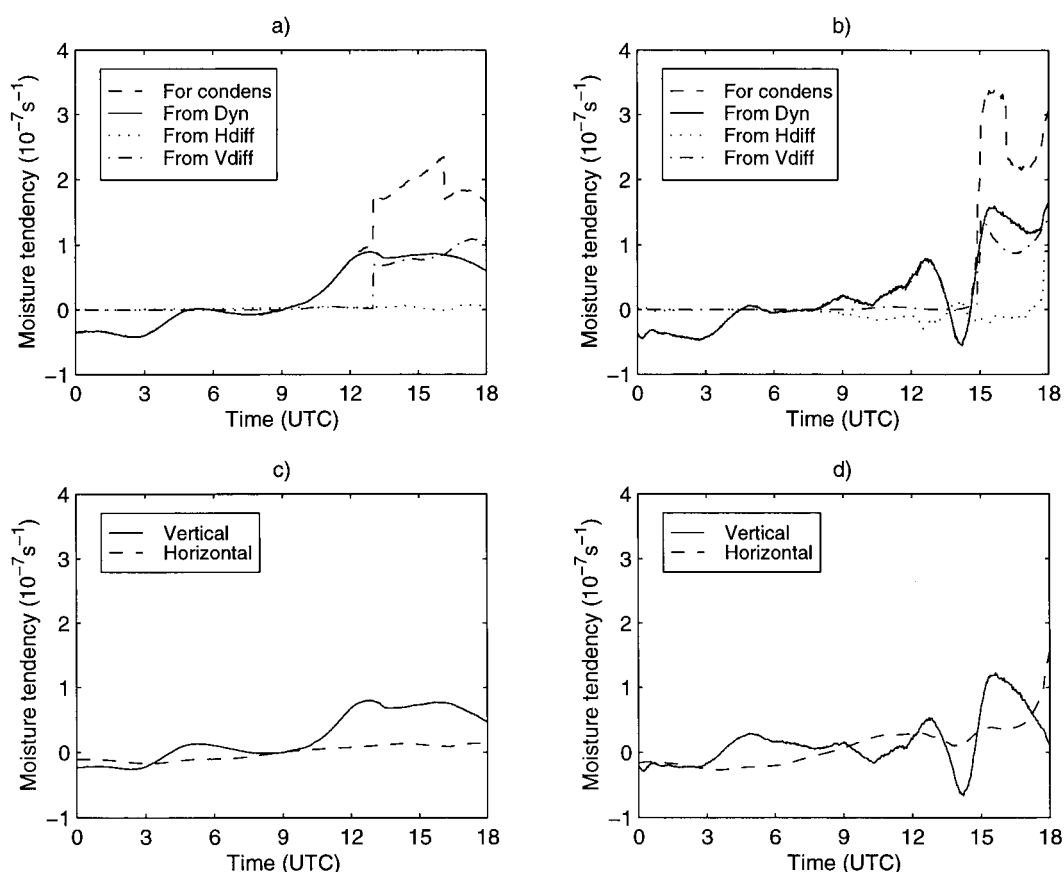 a)
Moisture tendency (10⁻⁷s⁻¹)
4
3
2
1
0
−1
For condens
From Dyn
From Hdiff
From Vdiff
0 3 6 9 12 15 18
Time (UTC)
b)
Moisture tendency (10⁻⁷s⁻¹)
4
3
2
1
0
−1
For condens
From Dyn
From Hdiff
From Vdiff
0 3 6 9 12 15 18
Time (UTC)
c)
Moisture tendency (10⁻⁷s⁻¹)
4
3
2
1
0
−1
Vertical
Horizontal
0 3 6 9 12 15 18
Time (UTC)
d)
Moisture tendency (10⁻⁷s⁻¹)
4
3
2
1
0
−1
Vertical
Horizontal
0 3 6 9 12 15 18
Time (UTC)